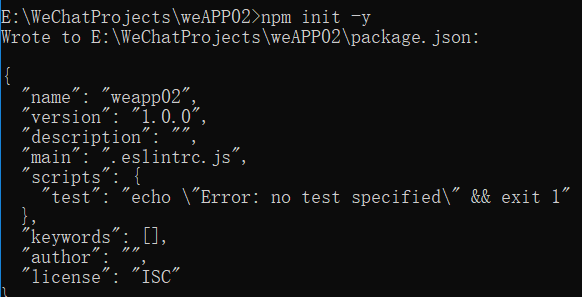 E:\WeChatProjects\weAPP02>npm init -y
Wrote to E:\WeChatProjects\weAPP02\package.json:
{
"name": "weapp02",
"version": "1.0.0",
"description": "",
"main": ".eslintrc.js",
"scripts": {
"test": "echo \"Error: no test specified\" && exit 1"
},
"keywords": [],
"author": "",
"license": "ISC"
}